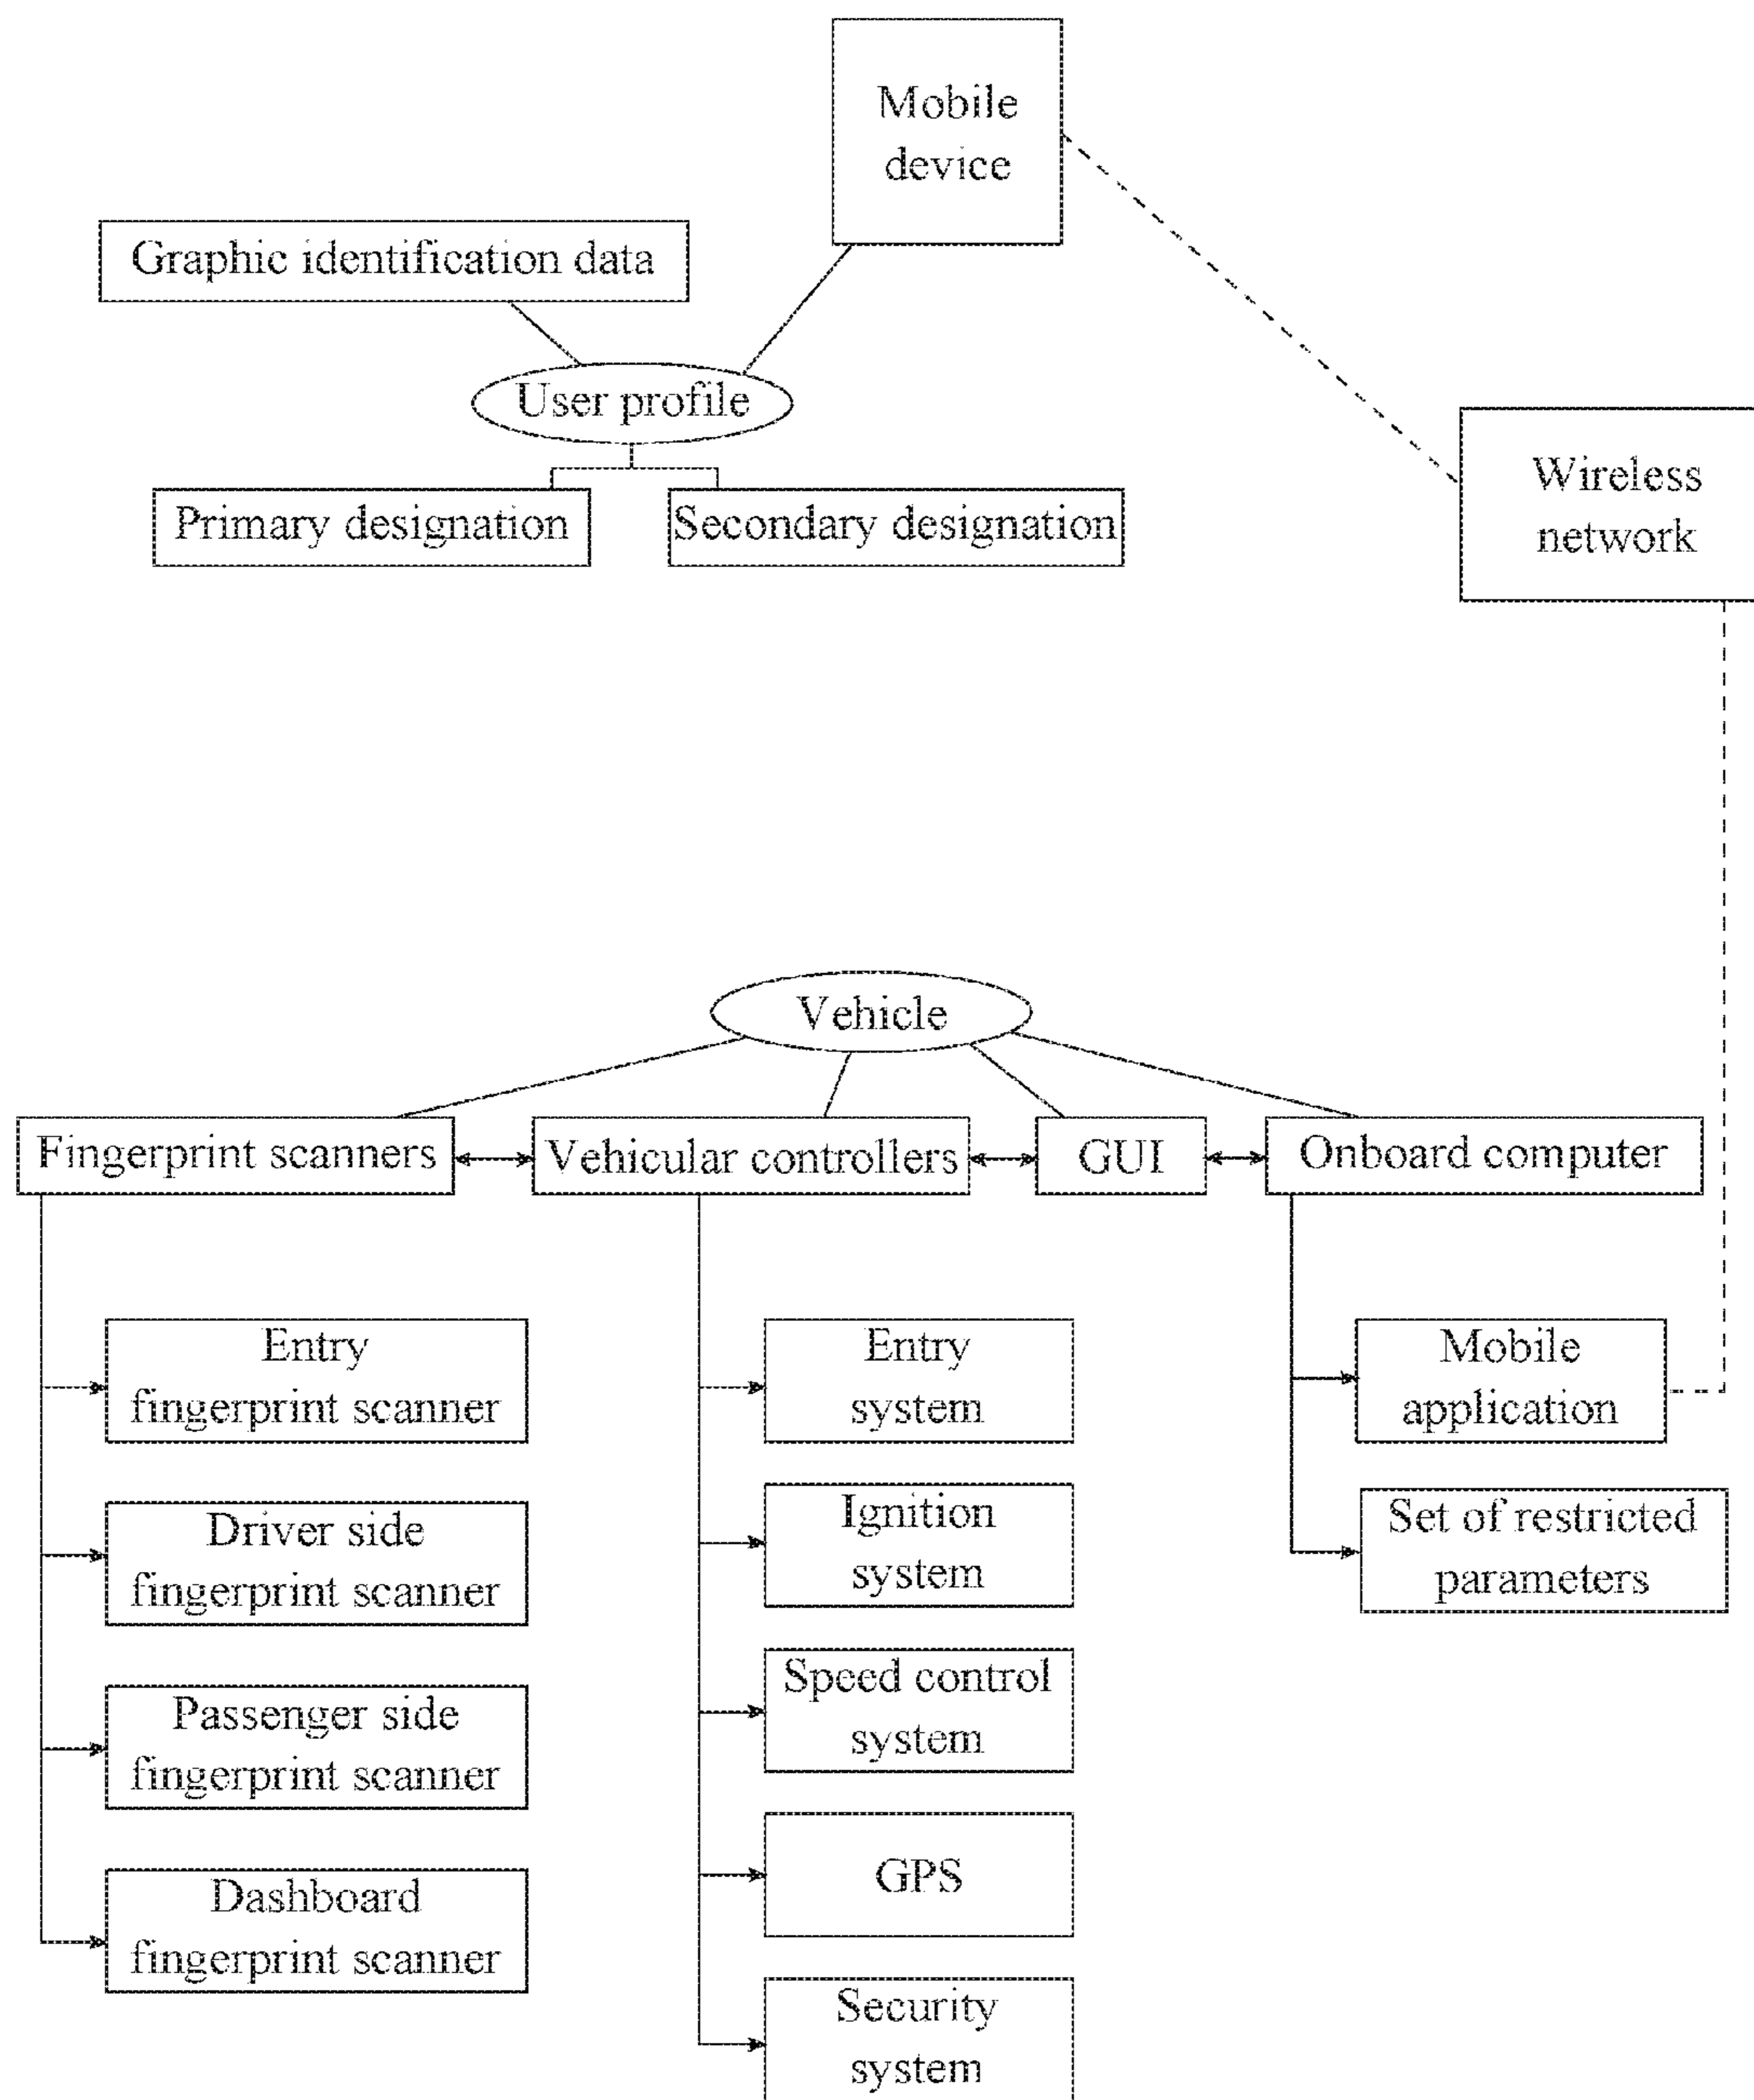 Mobile
device
Graphic identification data
User profile
Primary designation
Secondary designation
Wireless
network
Vehicle
Fingerprint scanners
Vehicular controllers
GUI
Onboard computer
Entry
fingerprint scanner
Driver side
fingerprint scanner
Passenger side
fingerprint scanner
Dashboard
fingerprint scanner
Entry
system
Ignition
system
Speed control
system
GPS
Security
system
Mobile
application
Set of restricted
parameters